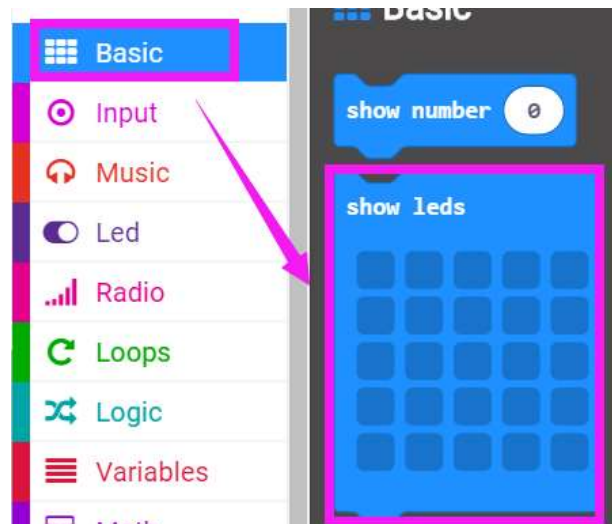 Basic
Input
Music
Led
Radio
Loops
Logic
Variables
Basic
show number 0
show leds